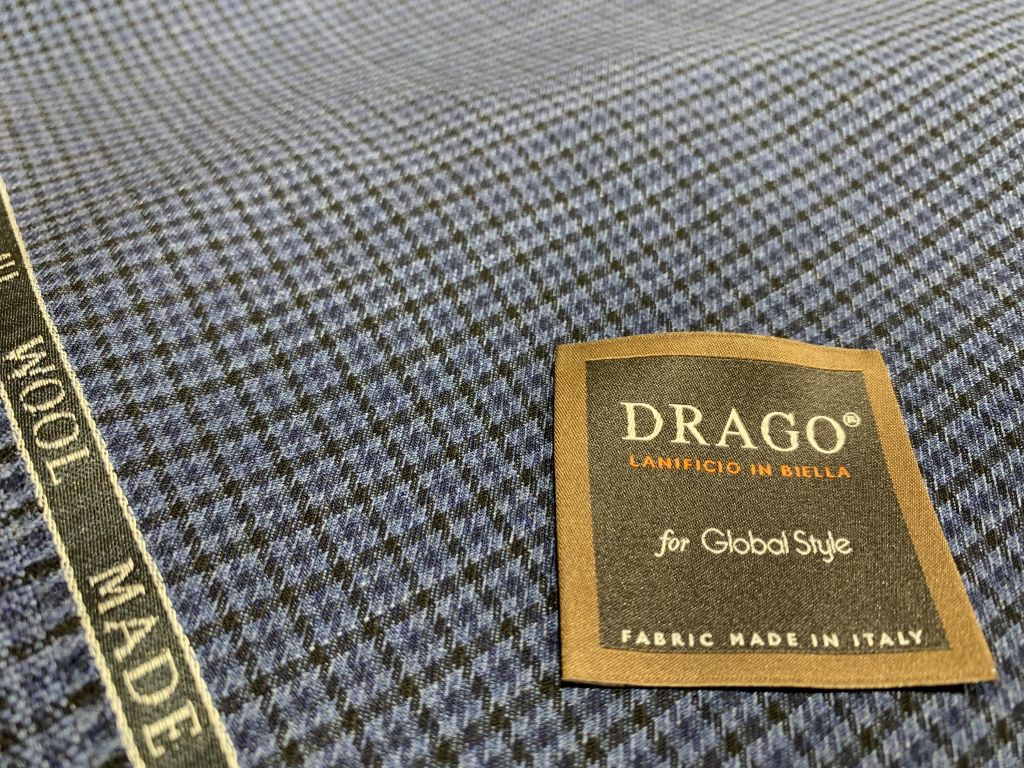 WOOL MADE
DRAGO®
LANIFICIO IN BIELLA
for Global Style
FABRIC MADE IN ITALY